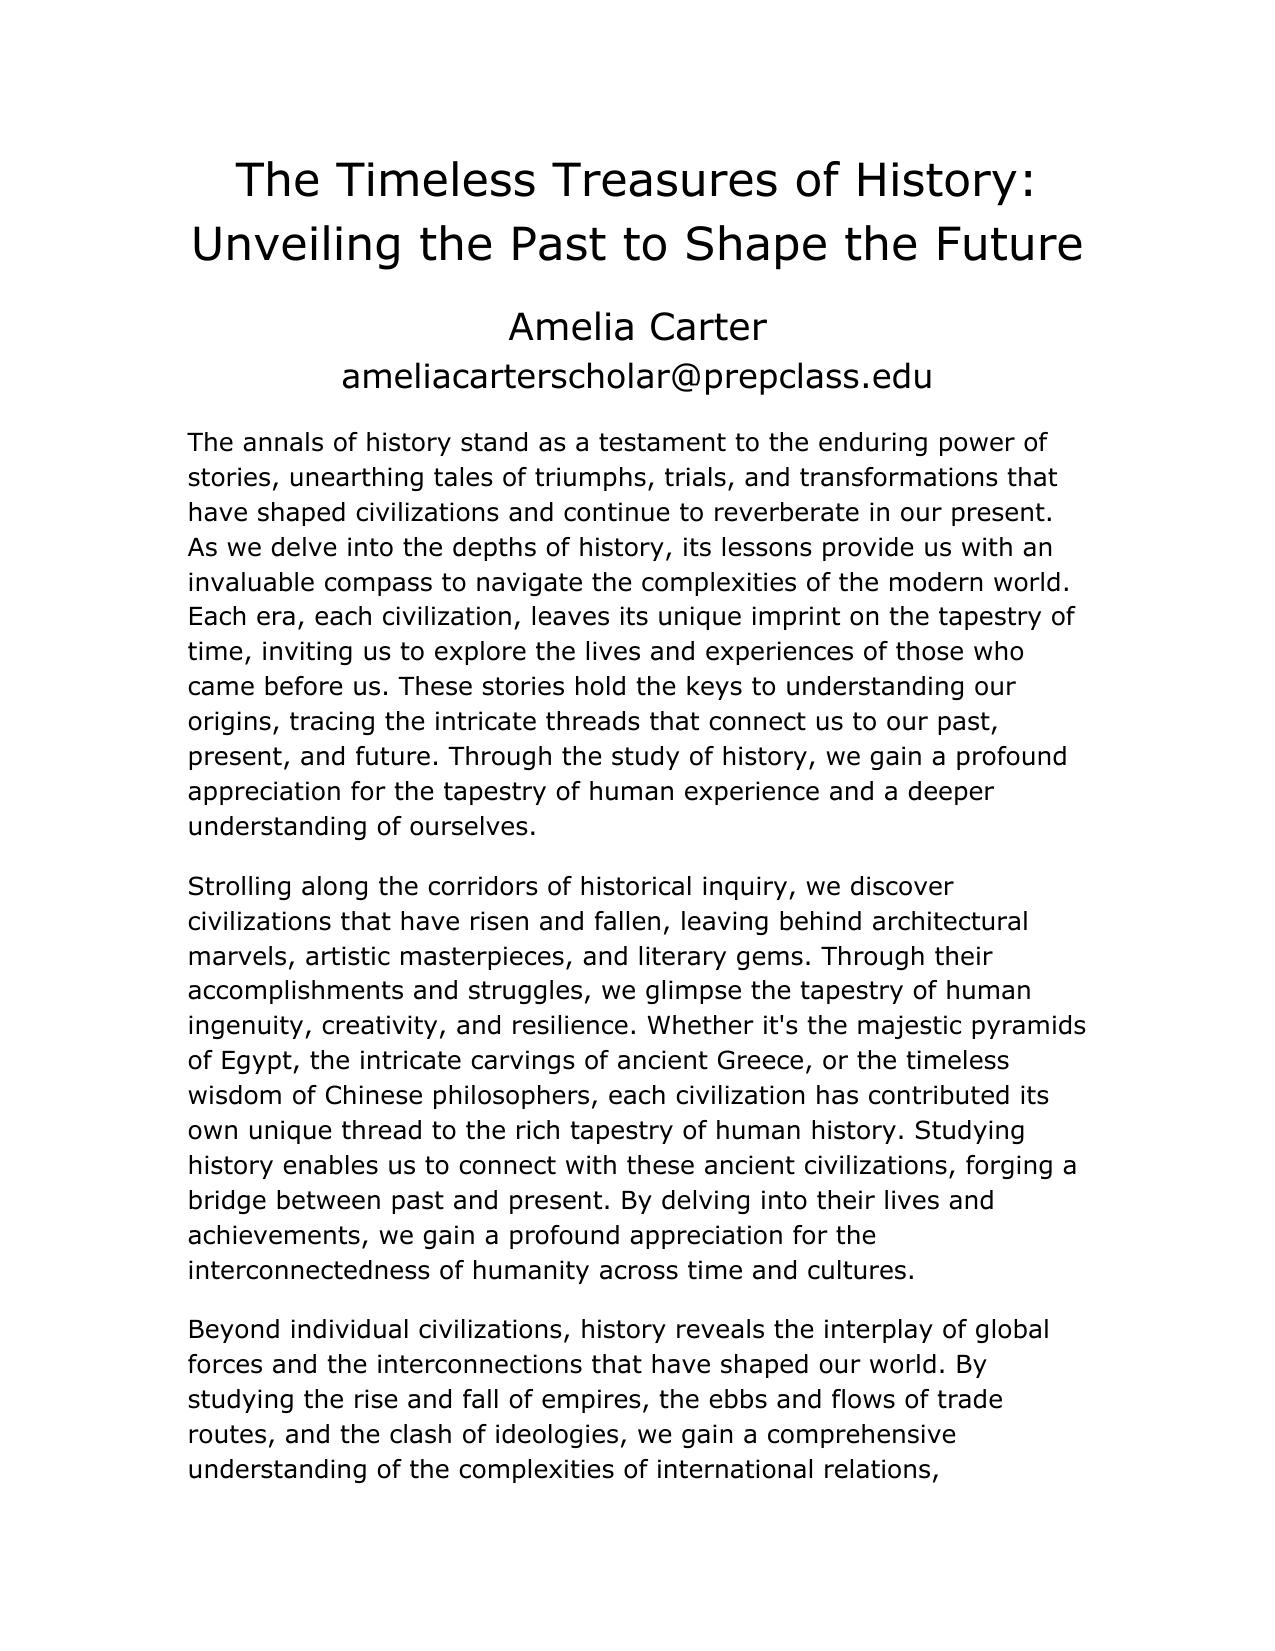 The Timeless Treasures of History:
Unveiling the Past to Shape the Future
Amelia Carter
ameliacarterscholar@prepclass.edu
The annals of history stand as a testament to the enduring power of
stories, unearthing tales of triumphs, trials, and transformations that
have shaped civilizations and continue to reverberate in our present.
As we delve into the depths of history, its lessons provide us with an
invaluable compass to navigate the complexities of the modern world.
Each era, each civilization, leaves its unique imprint on the tapestry of
time, inviting us to explore the lives and experiences of those who
came before us. These stories hold the keys to understanding our
origins, tracing the intricate threads that connect us to our past,
present, and future. Through the study of history, we gain a profound
appreciation for the tapestry of human experience and a deeper
understanding of ourselves.
Strolling along the corridors of historical inquiry, we discover
civilizations that have risen and fallen, leaving behind architectural
marvels, artistic masterpieces, and literary gems. Through their
accomplishments and struggles, we glimpse the tapestry of human
ingenuity, creativity, and resilience. Whether it's the majestic pyramids
of Egypt, the intricate carvings of ancient Greece, or the timeless
wisdom of Chinese philosophers, each civilization has contributed its
own unique thread to the rich tapestry of human history. Studying
history enables us to connect with these ancient civilizations, forging a
bridge between past and present. By delving into their lives and
achievements, we gain a profound appreciation for the
interconnectedness of humanity across time and cultures.
Beyond individual civilizations, history reveals the interplay of global
forces and the interconnections that have shaped our world. By
studying the rise and fall of empires, the ebbs and flows of trade
routes, and the clash of ideologies, we gain a comprehensive
understanding of the complexities of international relations,